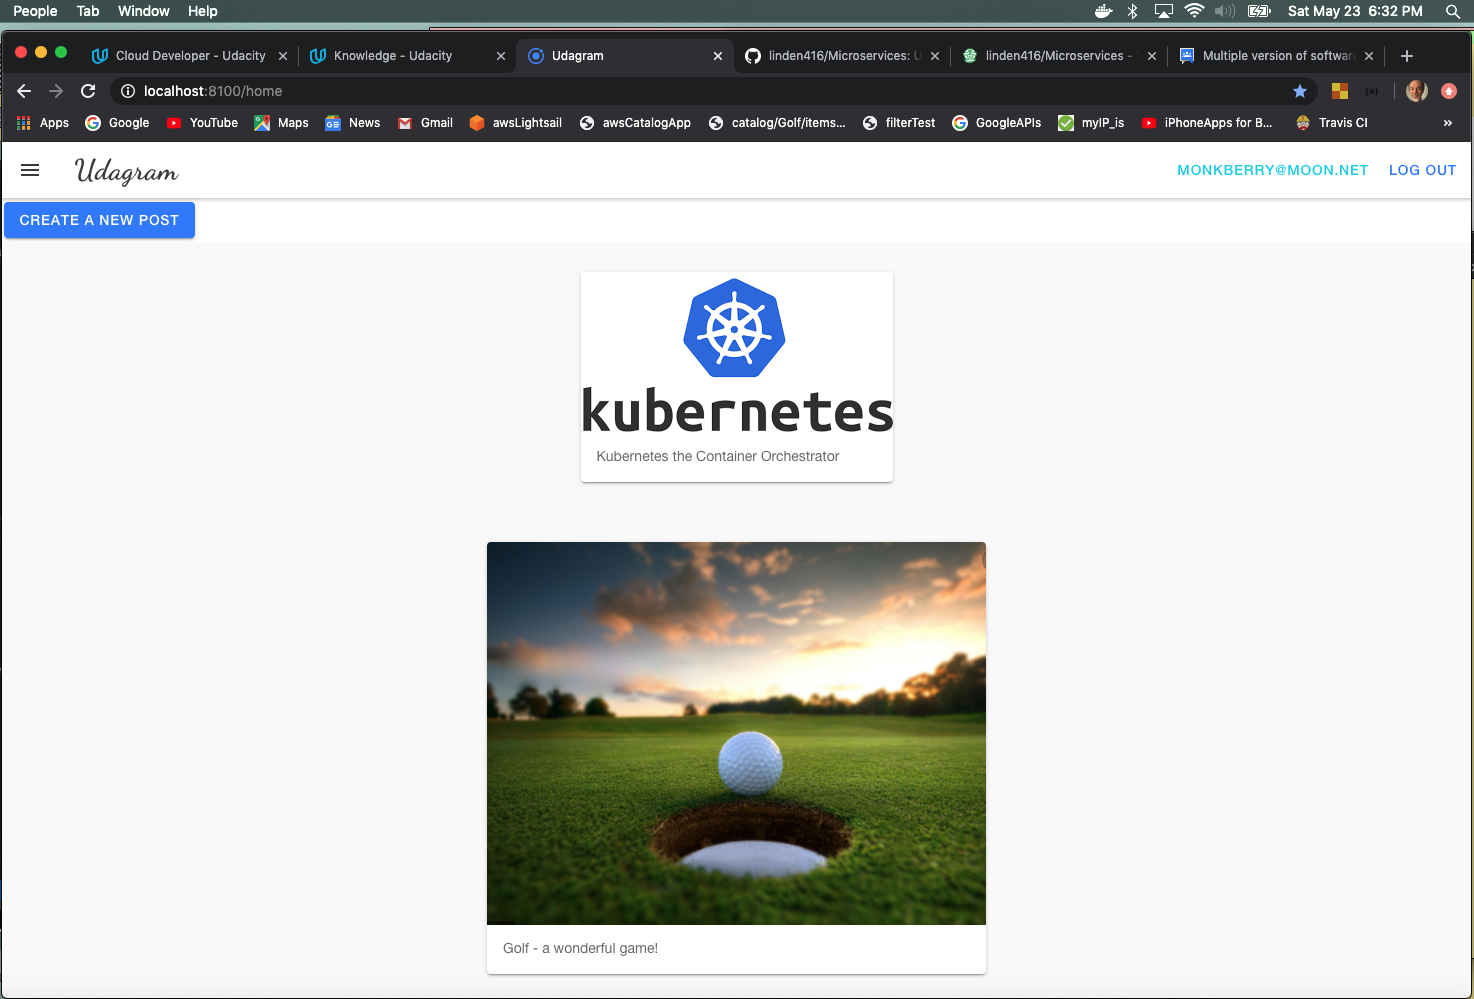 People Tab Window Help Sat May 23 6:32 PM
Cloud Developer - Udacity Knowledge - Udacity Udagram linden416/Microservices: U linden416/Microservices - Multiple version of softwar
localhost:8100/home
Apps Google YouTube Maps News Gmail awsLightsail awsCatalogApp catalog/Golf/items... filterTest GoogleAPIs myIP_is iPhoneApps for B... Travis CI »
Udagram MONKBERRY@MOON.NET LOG OUT
CREATE A NEW POST
kubernetes
Kubernetes the Container Orchestrator
Golf - a wonderful game!